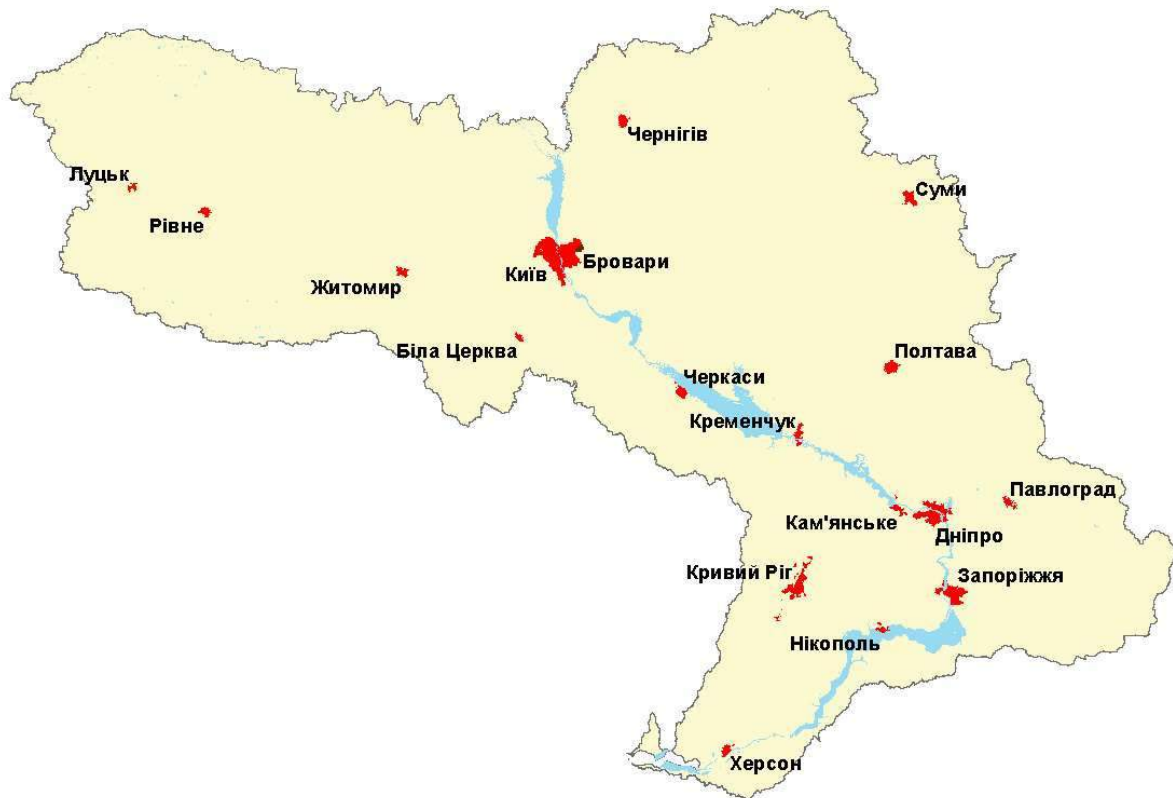 Чернігів
Луцьк
Суми
Рівне
Бровари
Київ
Житомир
Біла Церква
Полтава
Черкаси
Кременчук
Павлоград
Кам'янське
Дніпро
Кривий Ріг
Запоріжжя
Нікополь
Херсон